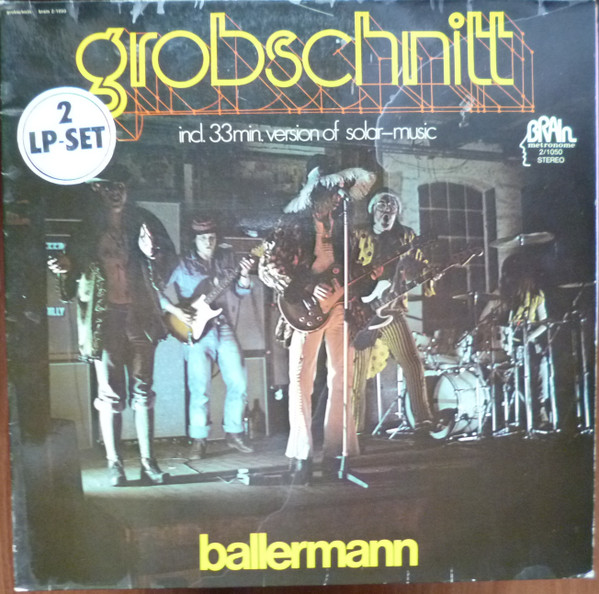 grobschnitt
incl. 33 min. version of solar-music
2
LP-SET
BRAIN
metronome
2/1050
STEREO
ballermann